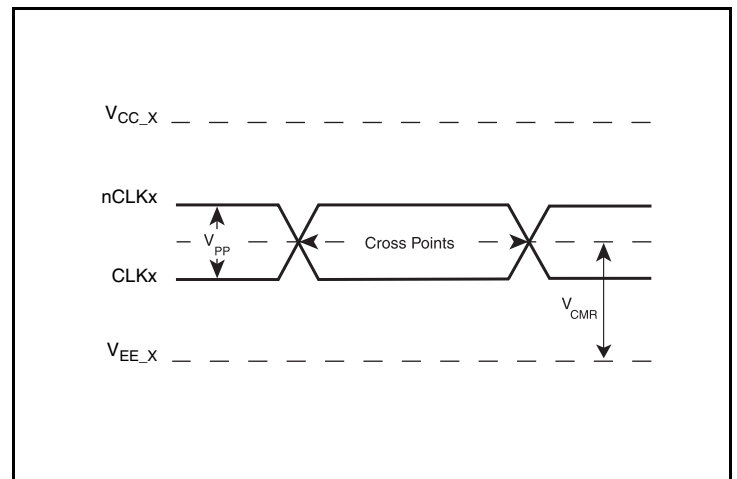 VCC_X
nCLKx
VPP
Cross Points
CLKx
VCMR
VEE_X